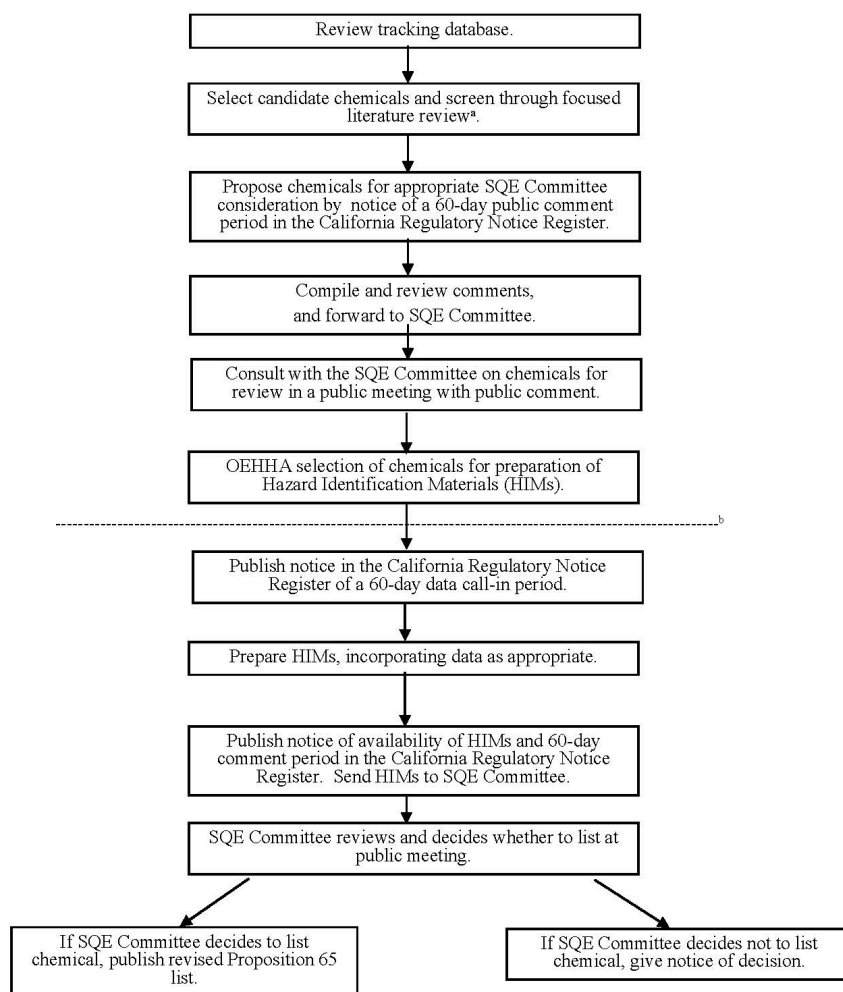 Review tracking database.
Select candidate chemicals and screen through focused
literature reviewᵃ.
Propose chemicals for appropriate SQE Committee
consideration by notice of a 60-day public comment
period in the California Regulatory Notice Register.
Compile and review comments,
and forward to SQE Committee.
Consult with the SQE Committee on chemicals for
review in a public meeting with public comment.
OEHHA selection of chemicals for preparation of
Hazard Identification Materials (HIMs).
b
Publish notice in the California Regulatory Notice
Register of a 60-day data call-in period.
Prepare HIMs, incorporating data as appropriate.
Publish notice of availability of HIMs and 60-day
comment period in the California Regulatory Notice
Register. Send HIMs to SQE Committee.
SQE Committee reviews and decides whether to list at
public meeting.
If SQE Committee decides to list
chemical, publish revised Proposition 65
list.
If SQE Committee decides not to list
chemical, give notice of decision.